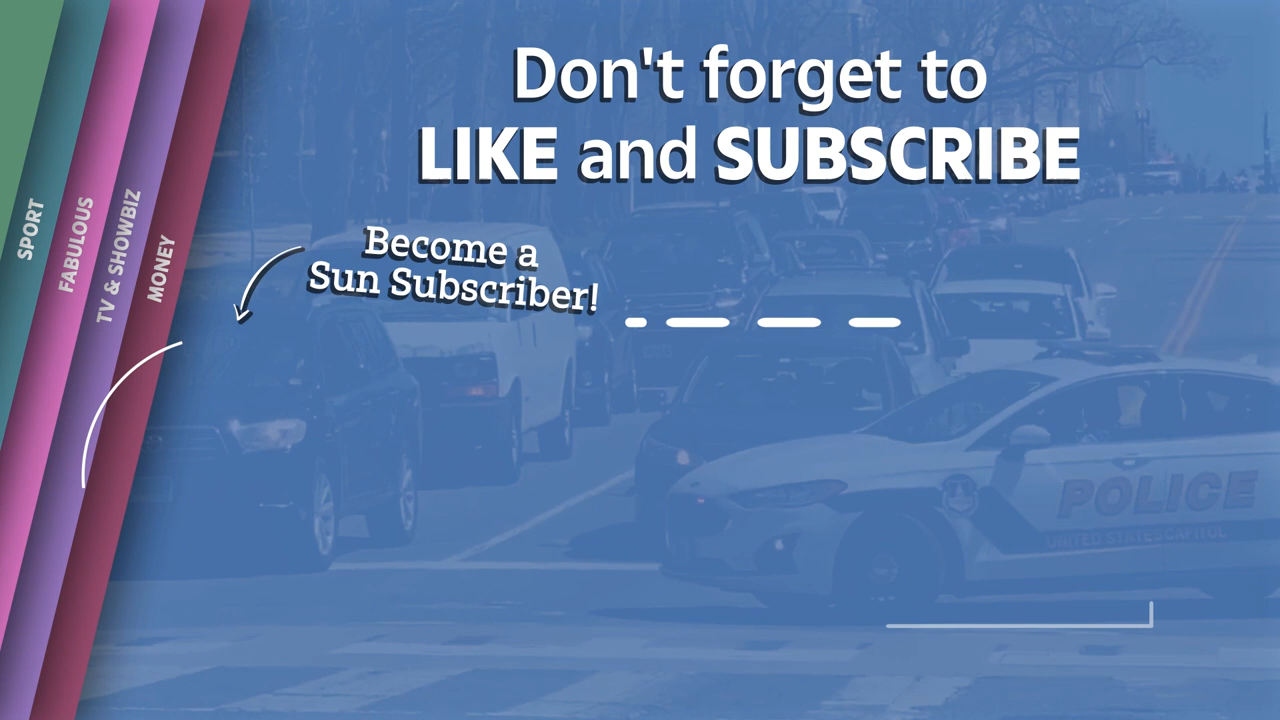 Don't forget to
LIKE and SUBSCRIBE
Become a
Sun Subscriber!
SPORT
FABULOUS
TV & SHOWBIZ
MONEY
POLICE
UNITED STATES CAPITOL